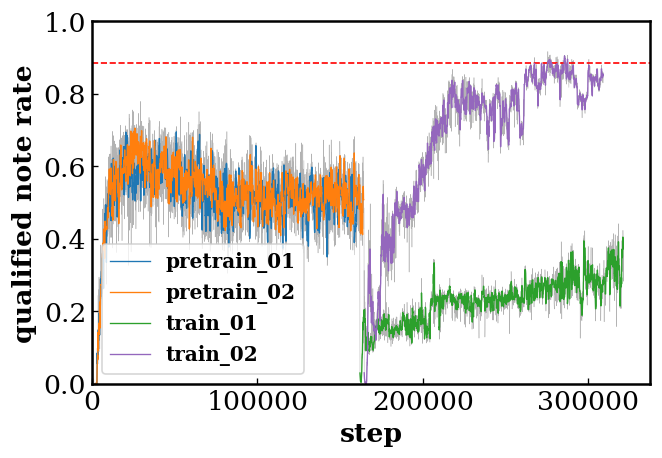 1.0
0.8
0.6
0.4
0.2
0.0
qualified note rate
pretrain_01
pretrain_02
train_01
train_02
0 100000 200000 300000
step